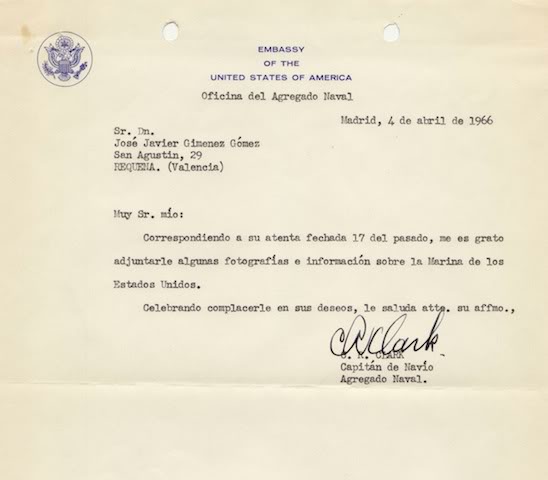 EMBASSY
OF THE
UNITED STATES OF AMERICA
Oficina del Agregado Naval
Madrid, 4 de abril de 1966
Sr. Dn.
José Javier Gimenez Gómez
San Agustin, 29
REQUENA. (Valencia)
Muy Sr. mío:
Correspondiendo a su atenta fechada 17 del pasado, me es grato
adjuntarle algunas fotografías e información sobre la Marina de los
Estados Unidos.
Celebrando complacerle en sus deseos, le saluda atte. su affmo.,
CRClark
C. R. CLARK
Capitán de Navío
Agregado Naval.